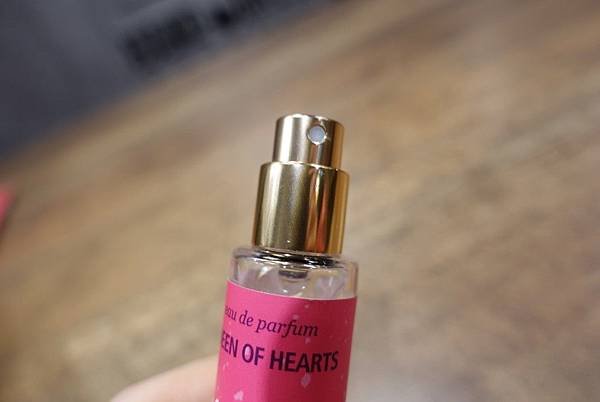 eau de parfum
EEN OF HEARTS